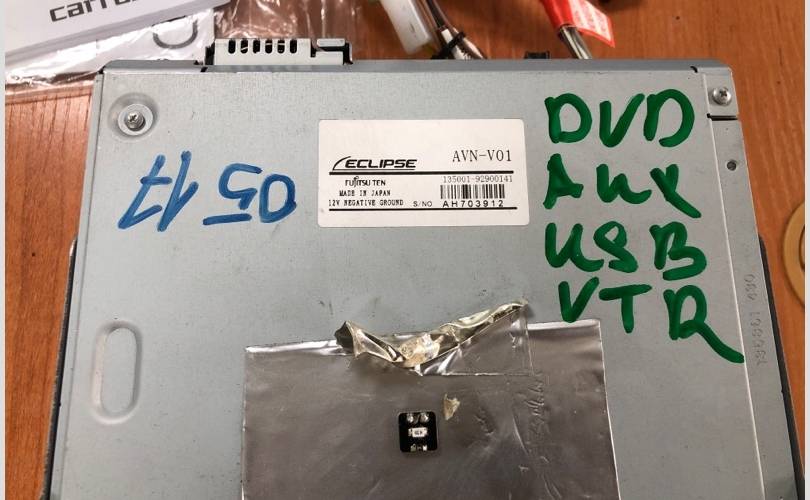 ECLIPSE AVN-V01
FUJITSU TEN 135001-92900141
MADE IN JAPAN
12V NEGATIVE GROUND S/NO. AH703912
DVD
AUX
USB
VTR
05 17